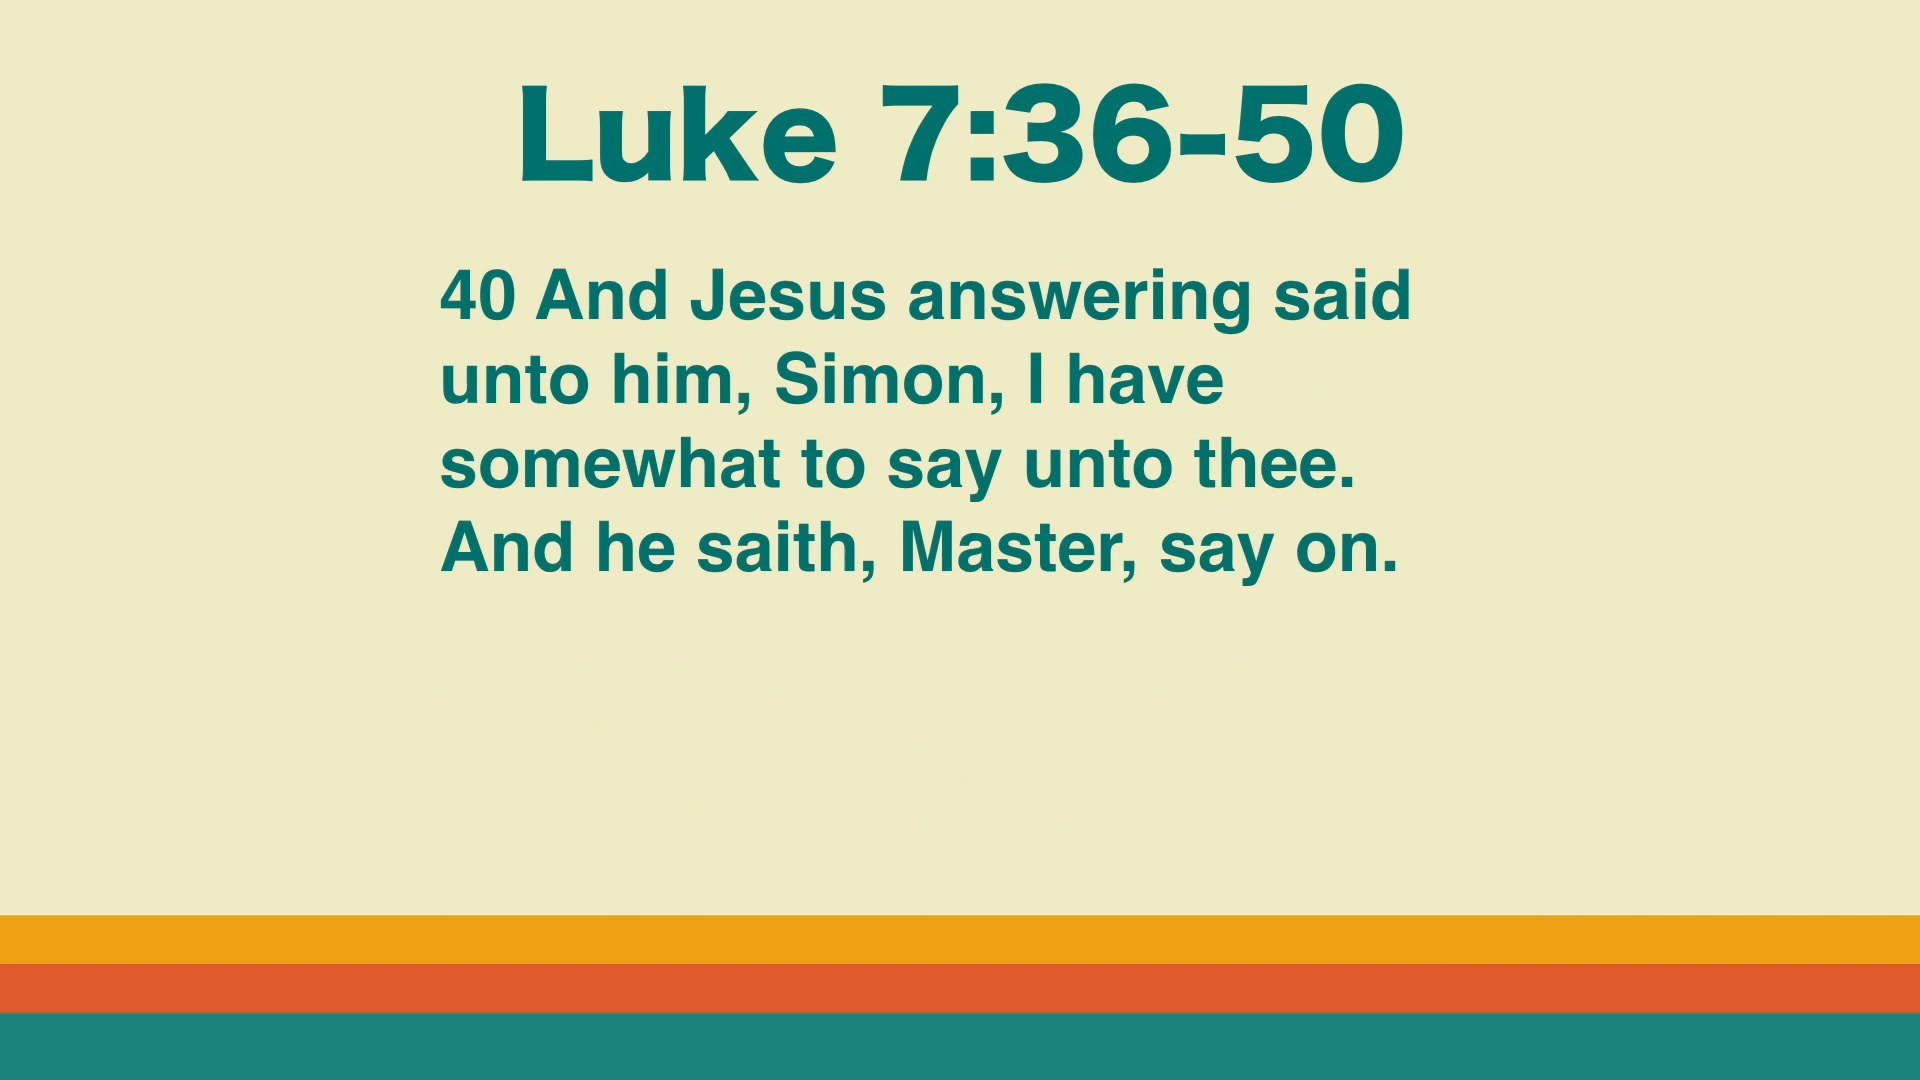 Luke 7:36-50
40 And Jesus answering said
unto him, Simon, I have
somewhat to say unto thee.
And he saith, Master, say on.